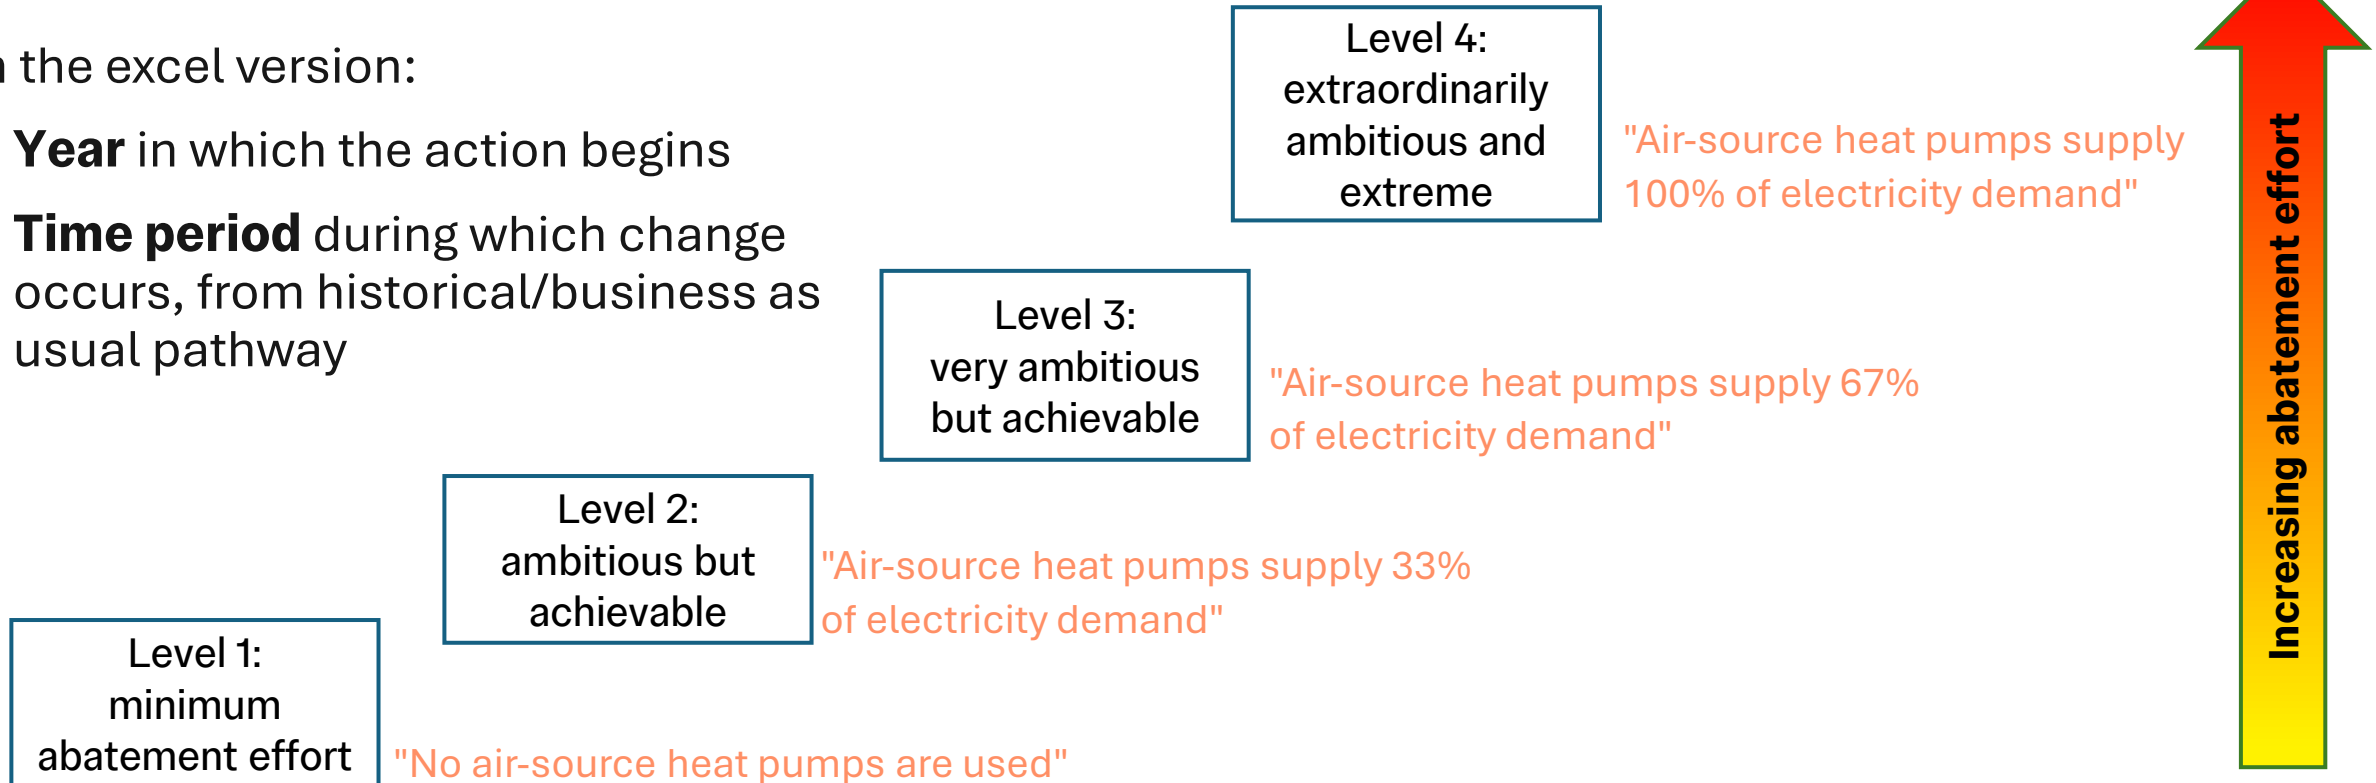 the excel version:
Year in which the action begins
Time period during which change
occurs, from historical/business as
usual pathway
Level 4:
extraordinarily
ambitious and
extreme
"Air-source heat pumps supply
100% of electricity demand"
Level 3:
very ambitious
but achievable
"Air-source heat pumps supply 67%
of electricity demand"
Level 2:
ambitious but
achievable
"Air-source heat pumps supply 33%
of electricity demand"
Level 1:
minimum
abatement effort
"No air-source heat pumps are used"
Increasing abatement effort